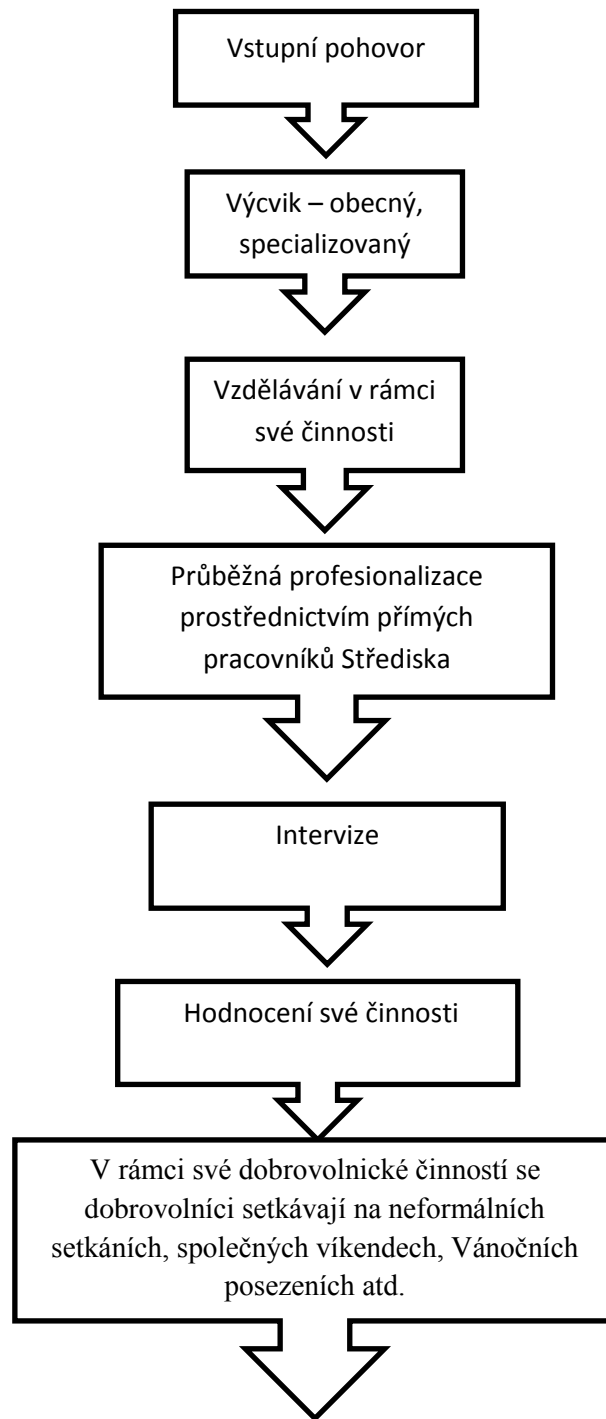 Vstupní pohovor
Výcvik – obecný,
specializovaný
Vzdělávání v rámci
své činnosti
Průběžná profesionalizace
prostřednictvím přímých
pracovníků Střediska
Intervize
Hodnocení své činnosti
V rámci své dobrovolnické činností se
dobrovolníci setkávají na neformálních
setkáních, společných víkendech, Vánočních
posezeních atd.